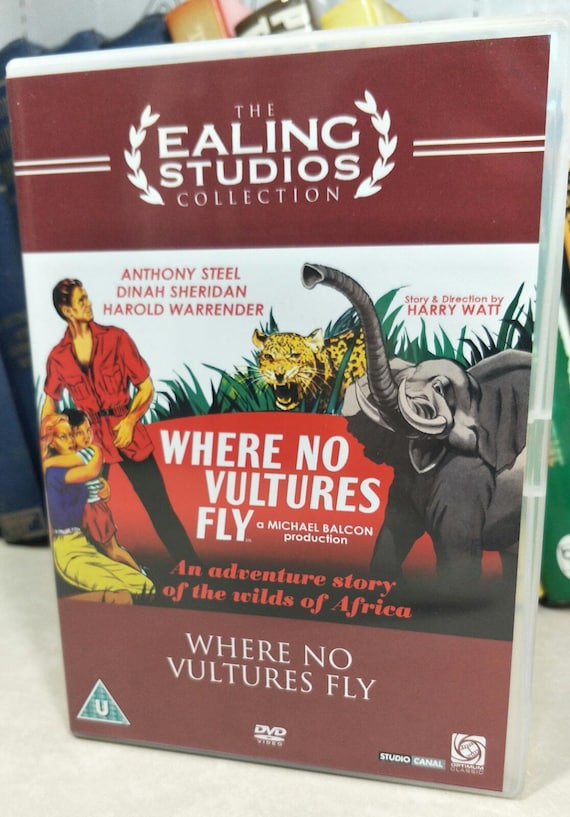 THE
EALING
STUDIOS
COLLECTION
ANTHONY STEEL
DINAH SHERIDAN
HAROLD WARRENDER
Story & Direction by
HARRY WATT
WHERE NO
VULTURES
FLY
a MICHAEL BALCON
production
An adventure story
of the wilds of Africa
WHERE NO
VULTURES FLY
U
DVD
VIDEO
STUDIO CANAL
OPTIMUM
CLASSIC